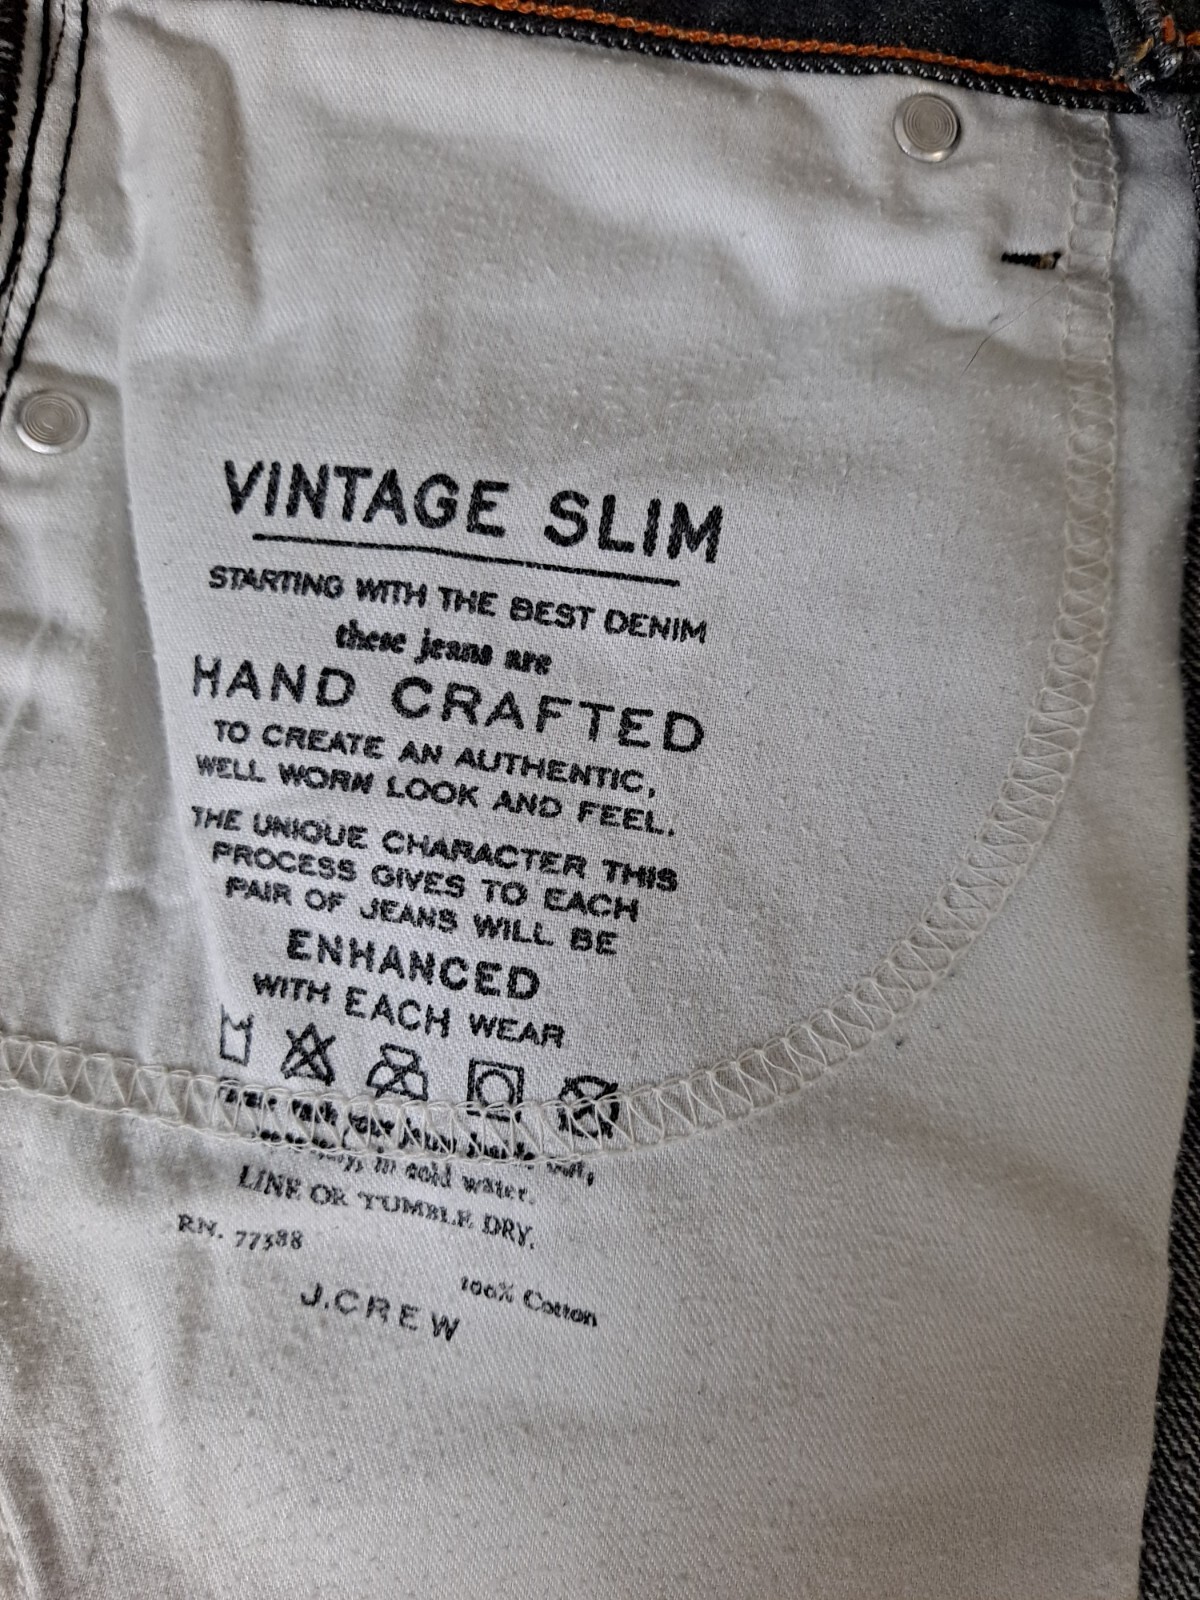 VINTAGE SLIM
STARTING WITH THE BEST DENIM
these jeans are
HAND CRAFTED
TO CREATE AN AUTHENTIC,
WELL WORN LOOK AND FEEL.
THE UNIQUE CHARACTER THIS
PROCESS GIVES TO EACH
PAIR OF JEANS WILL BE
ENHANCED
WITH EACH WEAR
your
in cold water.
LINE OR TUMBLE DRY.
RN. 77388
100% Cotton
J.CREW